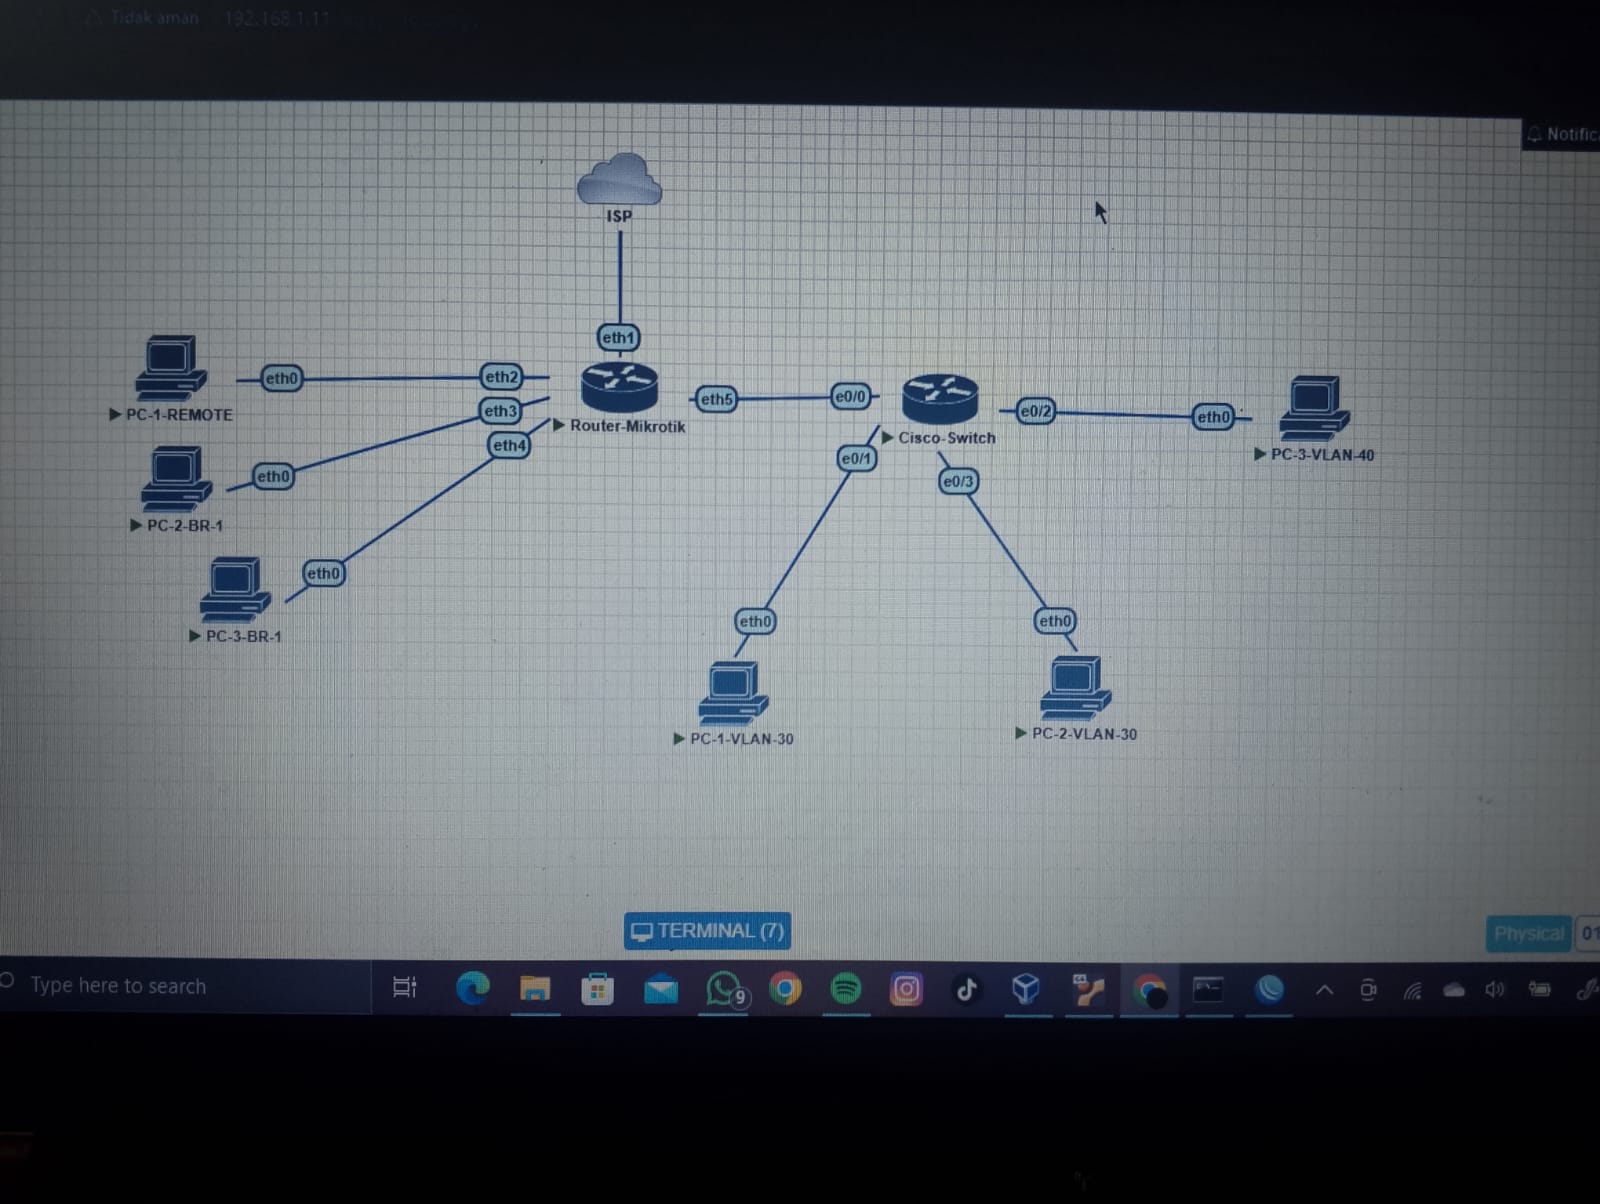 Tidak aman
192.168.1.11
Notific
ISP
eth1
eth0
eth2
PC-1-REMOTE
eth3
eth4
Router-Mikrotik
eth5
e0/0
Cisco-Switch
e0/2
eth0
PC-3-VLAN-40
e0/1
e0/3
eth0
PC-2-BR-1
eth0
PC-3-BR-1
eth0
eth0
PC-1-VLAN-30
PC-2-VLAN-30
TERMINAL (7)
Physical
01
Type here to search
9